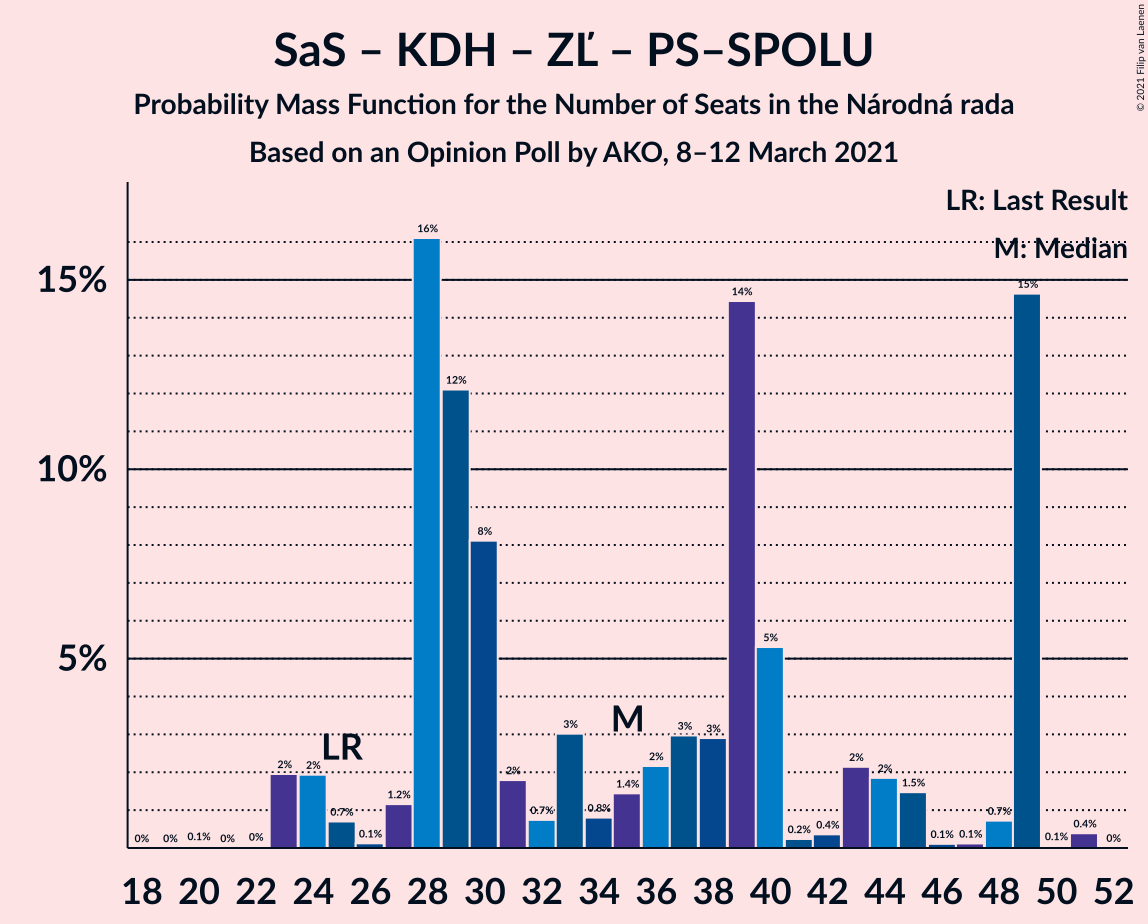 SaS – KDH – ZĽ – PS–SPOLU
Probability Mass Function for the Number of Seats in the Národná rada
Based on an Opinion Poll by AKO, 8–12 March 2021
© 2021 Filip van Laenen
LR: Last Result
M: Median
15%
10%
5%
0% 0% 0.1% 0% 0% 2% 2% 0.7% 0.1% 1.2% 16% 12% 8% 2% 0.7% 3% 0.8% 1.4% 2% 3% 3% 14% 5% 0.2% 0.4% 2% 2% 1.5% 0.1% 0.1% 0.7% 15% 0.1% 0.4% 0%
LR
M
18 20 22 24 26 28 30 32 34 36 38 40 42 44 46 48 50 52